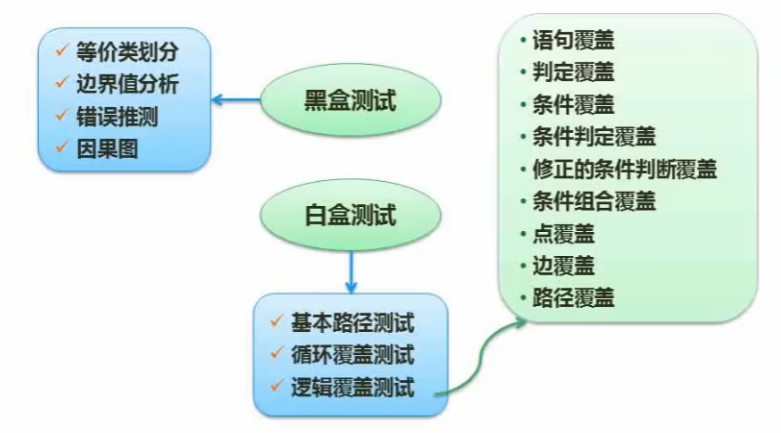 等价类划分
边界值分析
错误推测
因果图
黑盒测试
白盒测试
基本路径测试
循环覆盖测试
逻辑覆盖测试
语句覆盖
判定覆盖
条件覆盖
条件判定覆盖
修正的条件判断覆盖
条件组合覆盖
点覆盖
边覆盖
路径覆盖